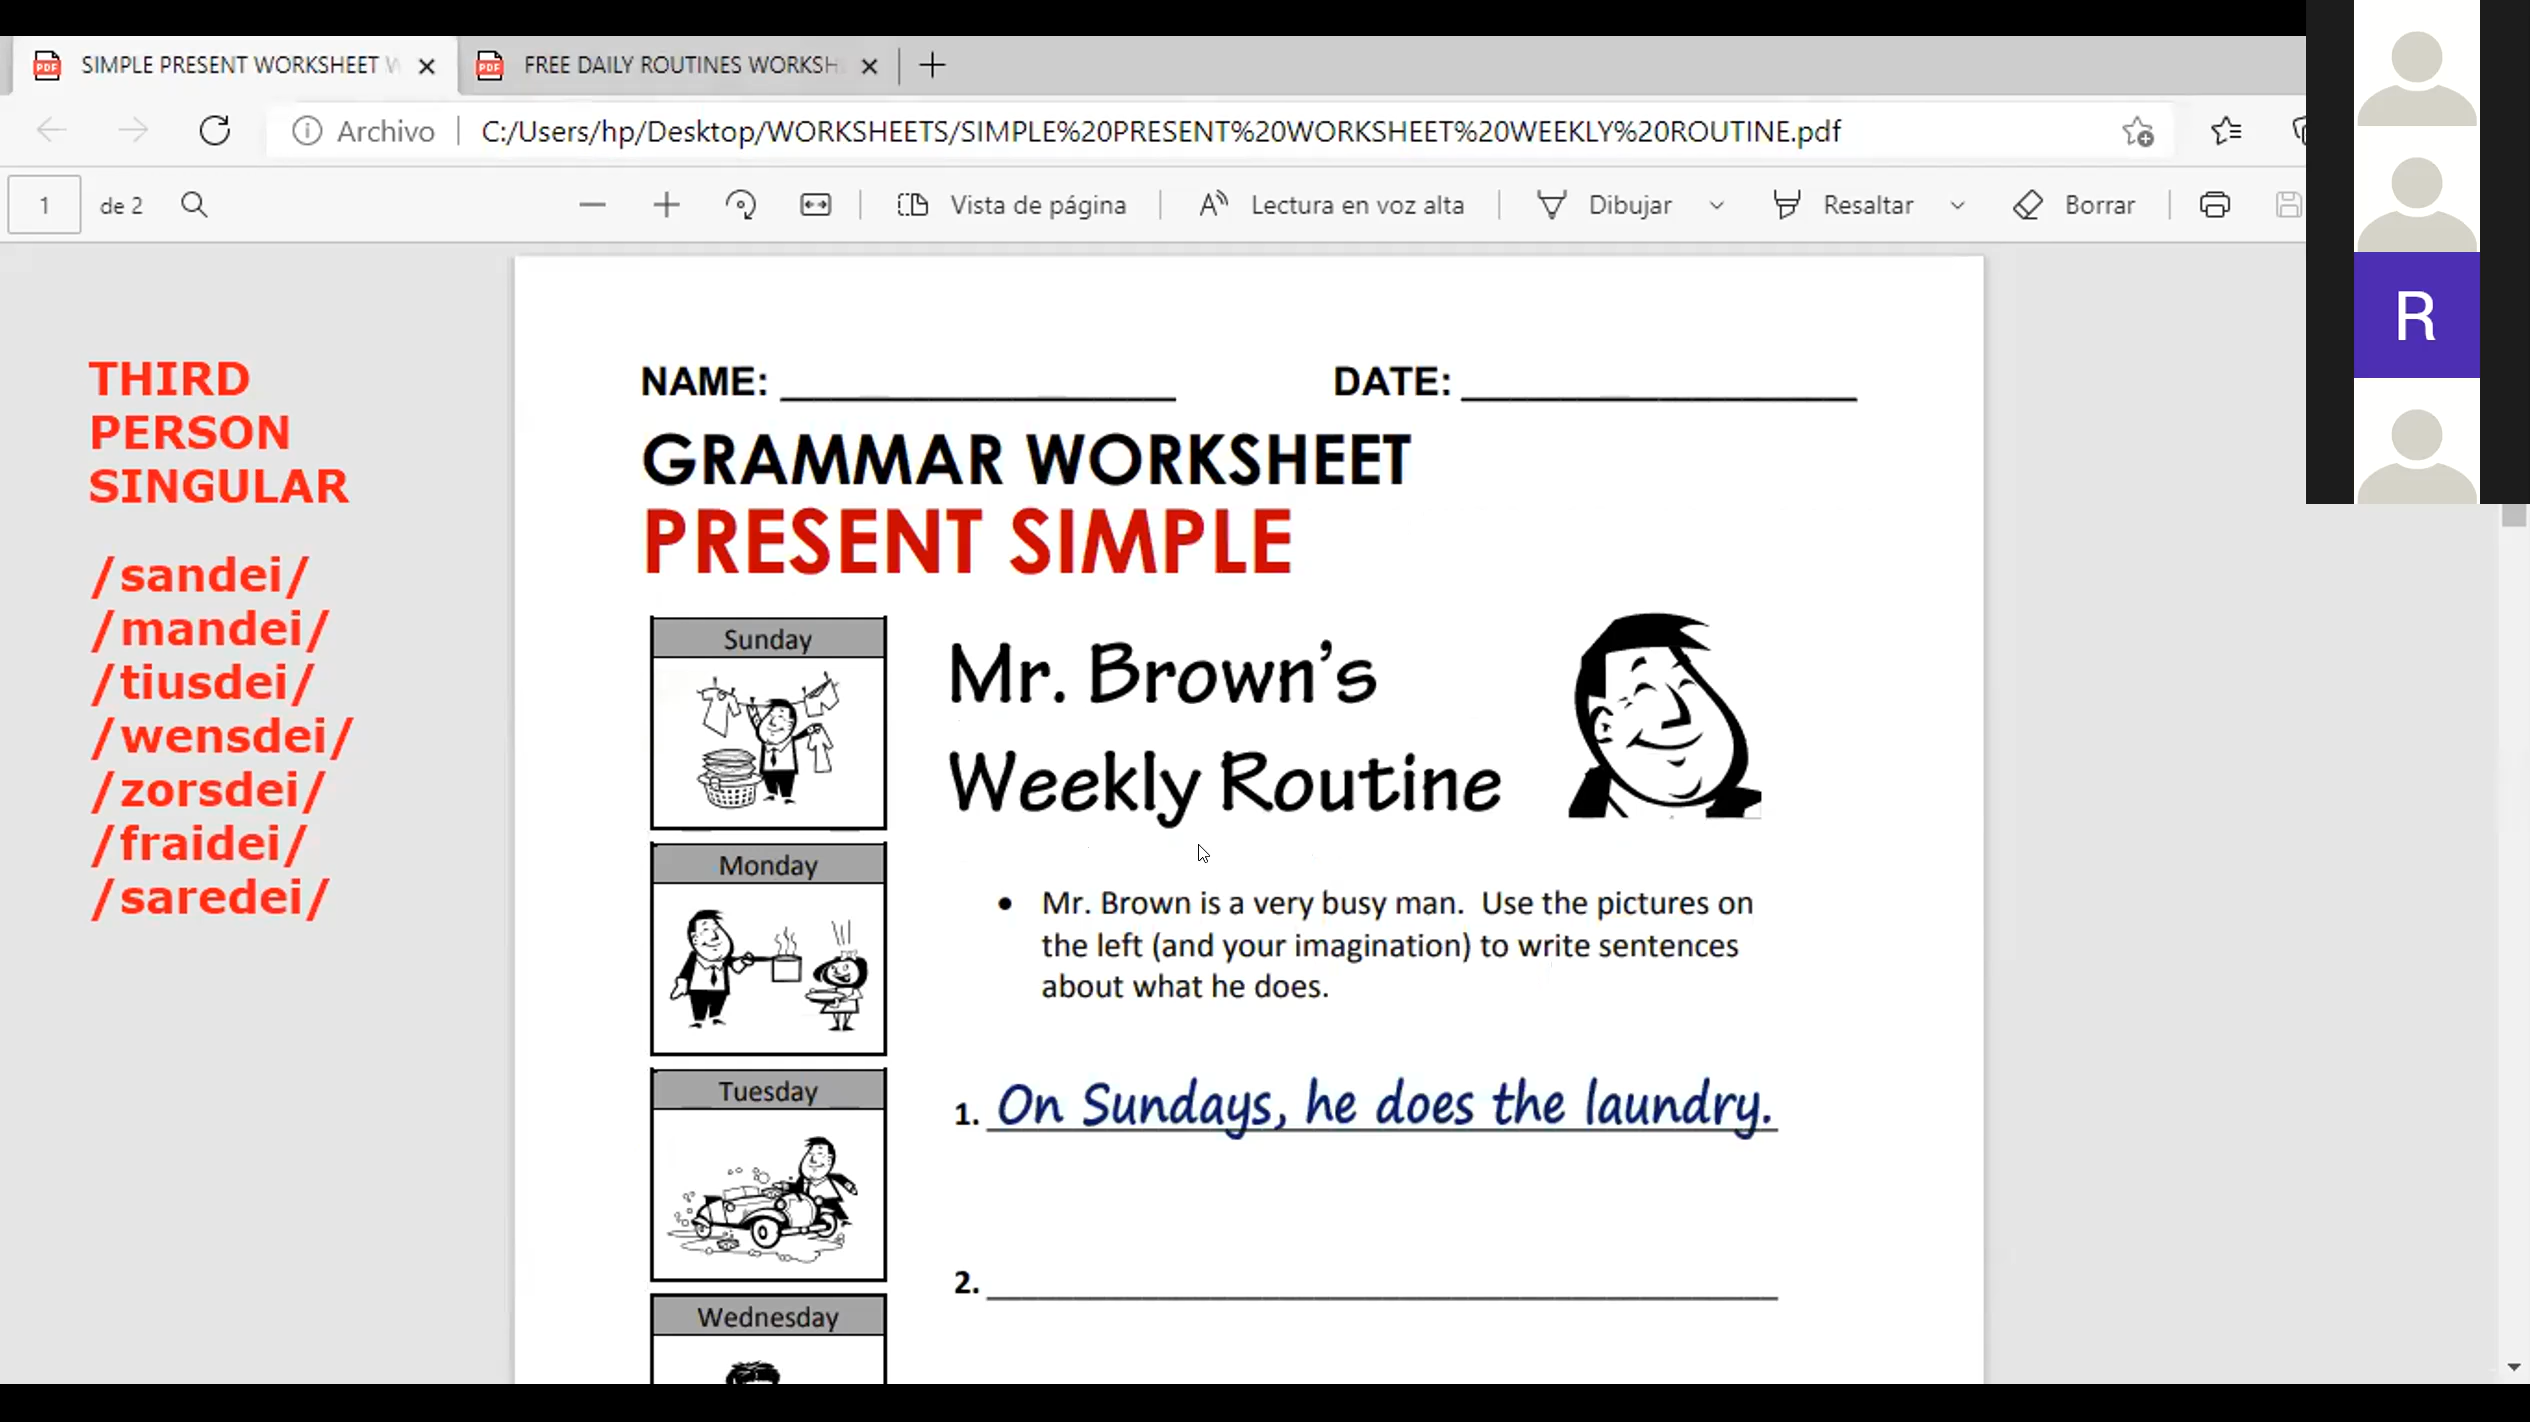 SIMPLE PRESENT WORKSHEET
FREE DAILY ROUTINES WORKSH
Archivo
C:/Users/hp/Desktop/WORKSHEETS/SIMPLE%20PRESENT%20WORKSHEET%20WEEKLY%20ROUTINE.pdf
1 de 2
Vista de página
Lectura en voz alta
Dibujar
Resaltar
Borrar
R
THIRD
PERSON
SINGULAR
/sandei/
/mandei/
/tiusdei/
/wensdei/
/zorsdei/
/fraidei/
/saredei/
NAME: ____________________ DATE: ____________________
GRAMMAR WORKSHEET
PRESENT SIMPLE
Sunday
Monday
Tuesday
Wednesday
Mr. Brown's
Weekly Routine
• Mr. Brown is a very busy man. Use the pictures on
the left (and your imagination) to write sentences
about what he does.
1. On Sundays, he does the laundry.
2. ____________________